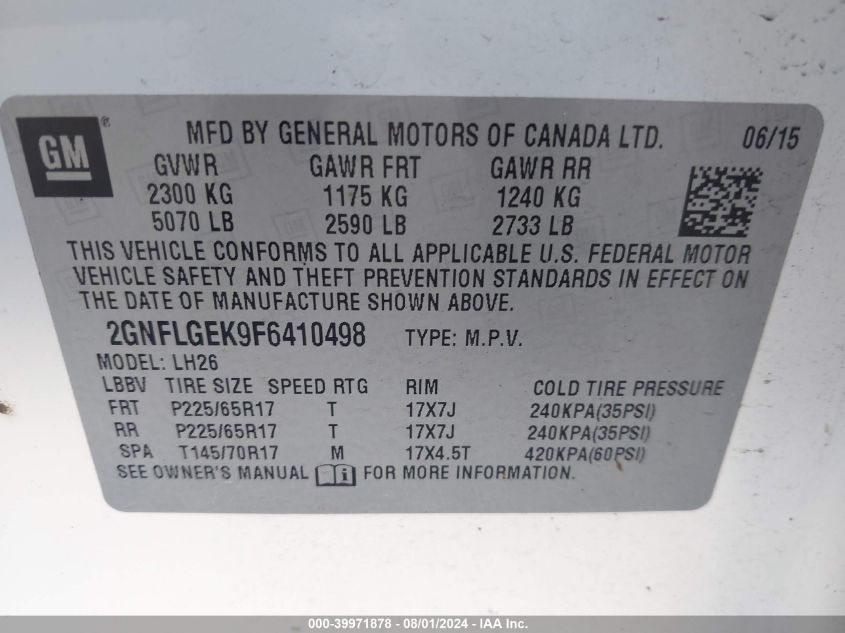 GM ® MFD BY GENERAL MOTORS OF CANADA LTD. 06/15
GVWR GAWR FRT GAWR RR
2300 KG 1175 KG 1240 KG
5070 LB 2590 LB 2733 LB
THIS VEHICLE CONFORMS TO ALL APPLICABLE U.S. FEDERAL MOTOR
VEHICLE SAFETY AND THEFT PREVENTION STANDARDS IN EFFECT ON
THE DATE OF MANUFACTURE SHOWN ABOVE.
2GNFLGEK9F6410498 TYPE: M.P.V.
MODEL: LH26
LBBV TIRE SIZE SPEED RTG RIM COLD TIRE PRESSURE
FRT P225/65R17 T 17X7J 240KPA(35PSI)
RR P225/65R17 T 17X7J 240KPA(35PSI)
SPA T145/70R17 M 17X4.5T 420KPA(60PSI)
SEE OWNER'S MANUAL FOR MORE INFORMATION.
000-39971878 - 08/01/2024 - IAA Inc.